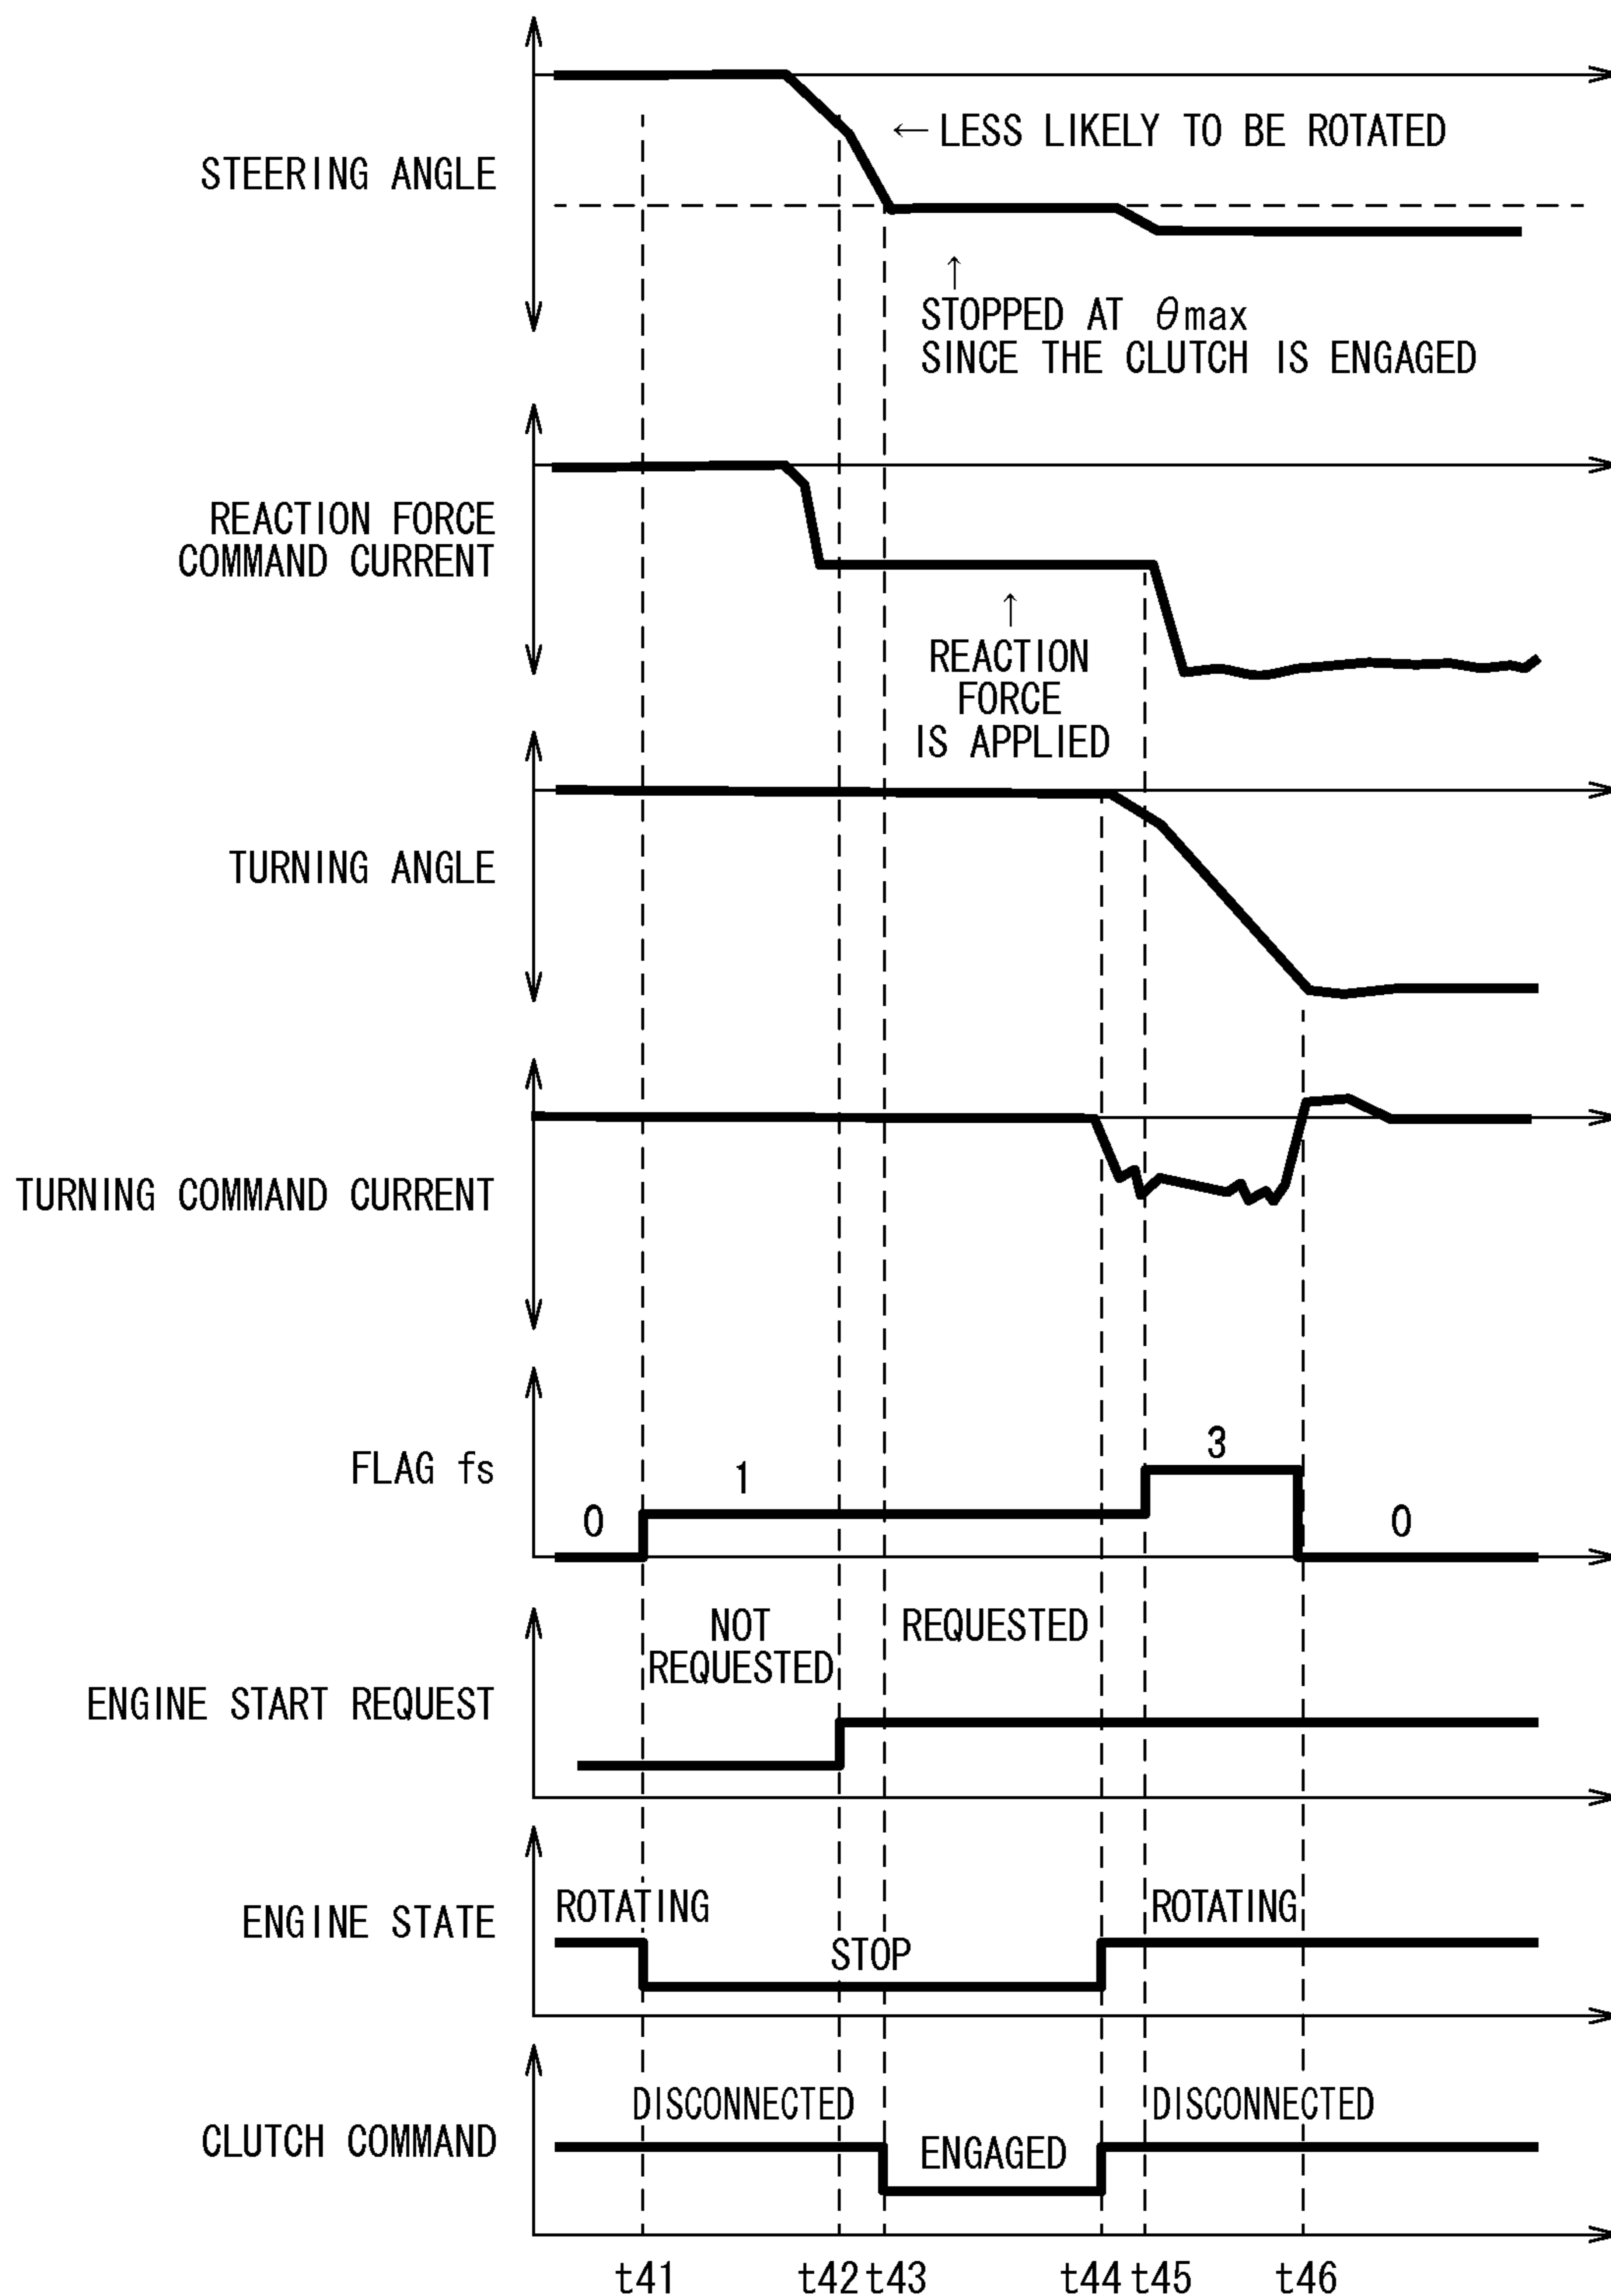 ← LESS LIKELY TO BE ROTATED
STEERING ANGLE
↑
STOPPED AT θmax
SINCE THE CLUTCH IS ENGAGED
REACTION FORCE
COMMAND CURRENT
↑
REACTION
FORCE
IS APPLIED
TURNING ANGLE
TURNING COMMAND CURRENT
FLAG fs
0
1
3
0
NOT
REQUESTED
REQUESTED
ENGINE START REQUEST
ROTATING
ROTATING
ENGINE STATE
STOP
DISCONNECTED
DISCONNECTED
CLUTCH COMMAND
ENGAGED
t41 t42 t43 t44 t45 t46